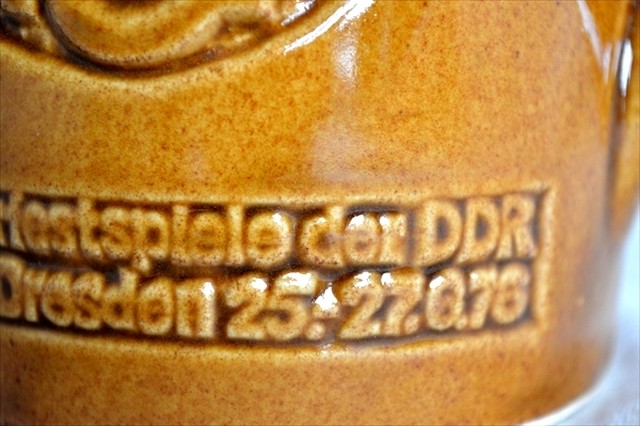 festspiele der DDR
Dresden 25.-27.6.76